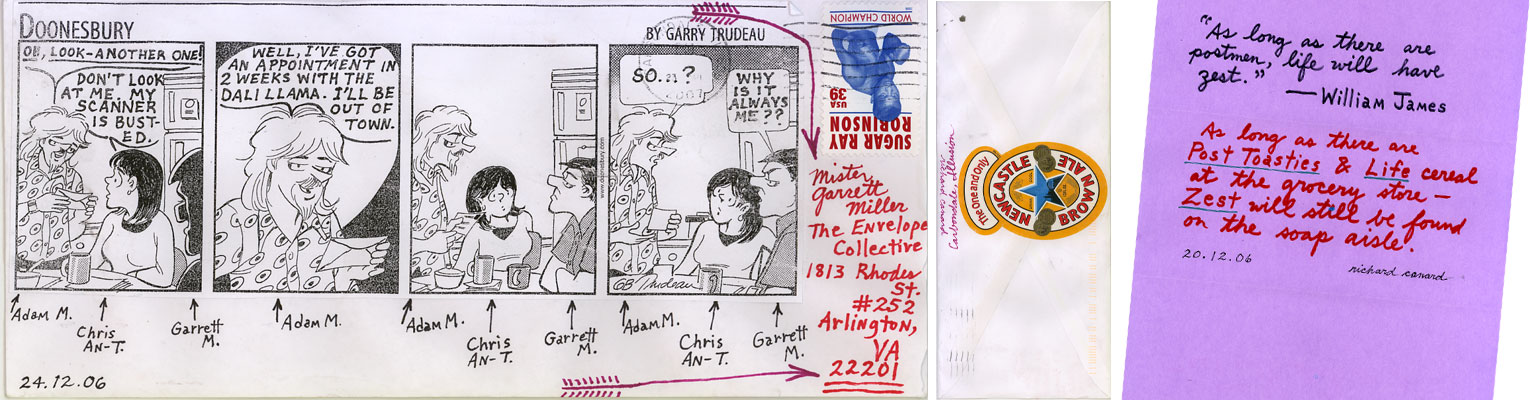 DOONESBURY
BY GARRY TRUDEAU
OH, LOOK-ANOTHER ONE!
DON'T LOOK
AT ME. MY
SCANNER
IS BUST-
ED.
WELL, I'VE GOT
AN APPOINTMENT IN
2 WEEKS WITH THE
DALI LLAMA. I'LL BE
OUT OF
TOWN.
SO..?
WHY
IS IT
ALWAYS
ME??
GB Trudeau
Adam M.
Chris
AN-T.
Garrett
M.
Adam M.
Adam M.
Chris
AN-T.
Garrett
M.
Adam M.
Chris
AN-T.
Garrett
M.
24.12.06
WORLD CHAMPION
USA
39
SUGAR RAY
ROBINSON
Mister
Garrett
Miller
The Envelope
Collective
1813 Rhodes
St.
#252
Arlington,
VA
22201
richard canard
Carbondale, illusion
The One and Only
NEWCASTLE
BROWN ALE
"As long as there are
postmen, life will have
zest."
—William James
As long as there are
Post Toasties & Life cereal
at the grocery store —
Zest will still be found
on the soap aisle.
20.12.06
richard canard